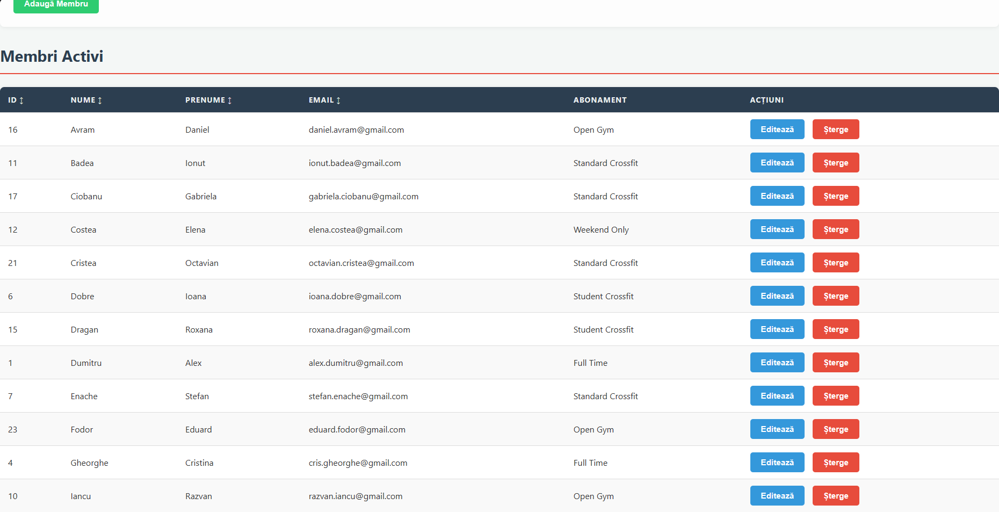 Adaugă Membru
Membri Activi
ID ↕ NUME ↕ PRENUME ↕ EMAIL ↕ ABONAMENT ACȚIUNI
16 Avram Daniel daniel.avram@gmail.com Open Gym Editează Șterge
11 Badea Ionut ionut.badea@gmail.com Standard Crossfit Editează Șterge
17 Ciobanu Gabriela gabriela.ciobanu@gmail.com Standard Crossfit Editează Șterge
12 Costea Elena elena.costea@gmail.com Weekend Only Editează Șterge
21 Cristea Octavian octavian.cristea@gmail.com Standard Crossfit Editează Șterge
6 Dobre Ioana ioana.dobre@gmail.com Student Crossfit Editează Șterge
15 Dragan Roxana roxana.dragan@gmail.com Student Crossfit Editează Șterge
1 Dumitru Alex alex.dumitru@gmail.com Full Time Editează Șterge
7 Enache Stefan stefan.enache@gmail.com Standard Crossfit Editează Șterge
23 Fodor Eduard eduard.fodor@gmail.com Open Gym Editează Șterge
4 Gheorghe Cristina cris.gheorghe@gmail.com Full Time Editează Șterge
10 Iancu Razvan razvan.iancu@gmail.com Open Gym Editează Șterge